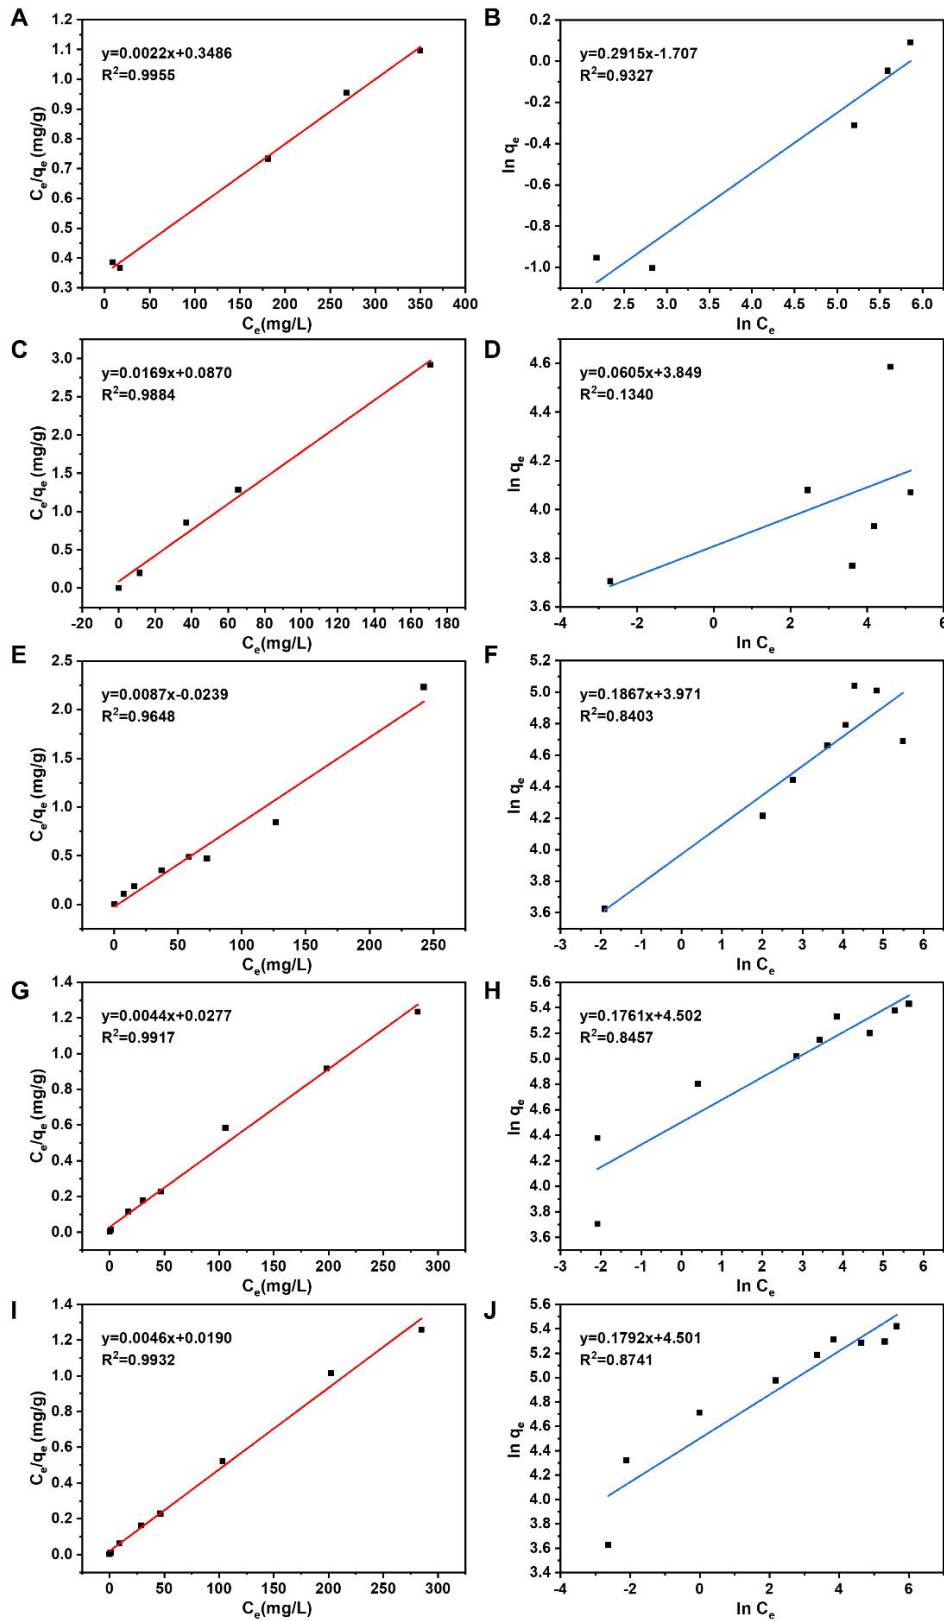 A
y=0.0022x+0.3486
R²=0.9955
Cₑ/qₑ (mg/g)
1.2
1.1
1.0
0.9
0.8
0.7
0.6
0.5
0.4
0.3
0 50 100 150 200 250 300 350 400
Cₑ(mg/L)
B
y=0.2915x-1.707
R²=0.9327
ln qₑ
0.2
0.0
-0.2
-0.4
-0.6
-0.8
-1.0
2.0 2.5 3.0 3.5 4.0 4.5 5.0 5.5 6.0
ln Cₑ
C
y=0.0169x+0.0870
R²=0.9884
Cₑ/qₑ (mg/g)
3.0
2.5
2.0
1.5
1.0
0.5
0.0
-20 0 20 40 60 80 100 120 140 160 180
Cₑ(mg/L)
D
y=0.0605x+3.849
R²=0.1340
ln qₑ
4.6
4.4
4.2
4.0
3.8
3.6
-4 -2 0 2 4 6
ln Cₑ
E
y=0.0087x-0.0239
R²=0.9648
Cₑ/qₑ (mg/g)
2.5
2.0
1.5
1.0
0.5
0.0
0 50 100 150 200 250
Cₑ(mg/L)
F
y=0.1867x+3.971
R²=0.8403
ln qₑ
5.2
5.0
4.8
4.6
4.4
4.2
4.0
3.8
3.6
-3 -2 -1 0 1 2 3 4 5 6
ln Cₑ
G
y=0.0044x+0.0277
R²=0.9917
Cₑ/qₑ (mg/g)
1.4
1.2
1.0
0.8
0.6
0.4
0.2
0.0
0 50 100 150 200 250 300
Cₑ(mg/L)
H
y=0.1761x+4.502
R²=0.8457
ln qₑ
5.6
5.4
5.2
5.0
4.8
4.6
4.4
4.2
4.0
3.8
3.6
-3 -2 -1 0 1 2 3 4 5 6
ln Cₑ
I
y=0.0046x+0.0190
R²=0.9932
Cₑ/qₑ (mg/g)
1.4
1.2
1.0
0.8
0.6
0.4
0.2
0.0
0 50 100 150 200 250 300
Cₑ(mg/L)
J
y=0.1792x+4.501
R²=0.8741
ln qₑ
5.6
5.4
5.2
5.0
4.8
4.6
4.4
4.2
4.0
3.8
3.6
3.4
-4 -2 0 2 4 6
ln Cₑ